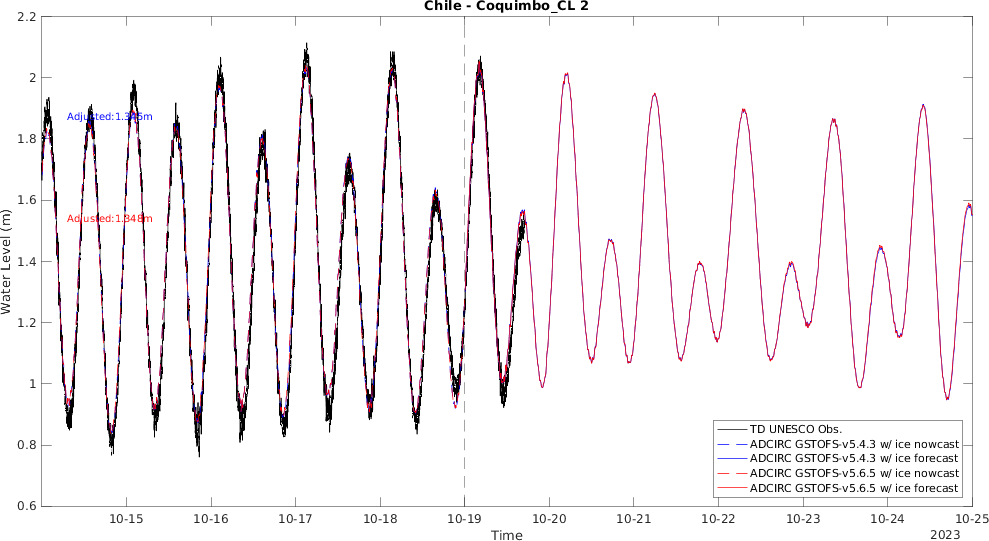 Chile - Coquimbo_CL 2
2.2
2
1.8
1.6
1.4
1.2
1
0.8
0.6
Water Level (m)
Adjusted:1.345m
Adjusted:1.348m
TD UNESCO Obs.
ADCIRC GSTOFS-v5.4.3 w/ ice nowcast
ADCIRC GSTOFS-v5.4.3 w/ ice forecast
ADCIRC GSTOFS-v5.6.5 w/ ice nowcast
ADCIRC GSTOFS-v5.6.5 w/ ice forecast
10-15 10-16 10-17 10-18 10-19 10-20 10-21 10-22 10-23 10-24 10-25
Time
2023